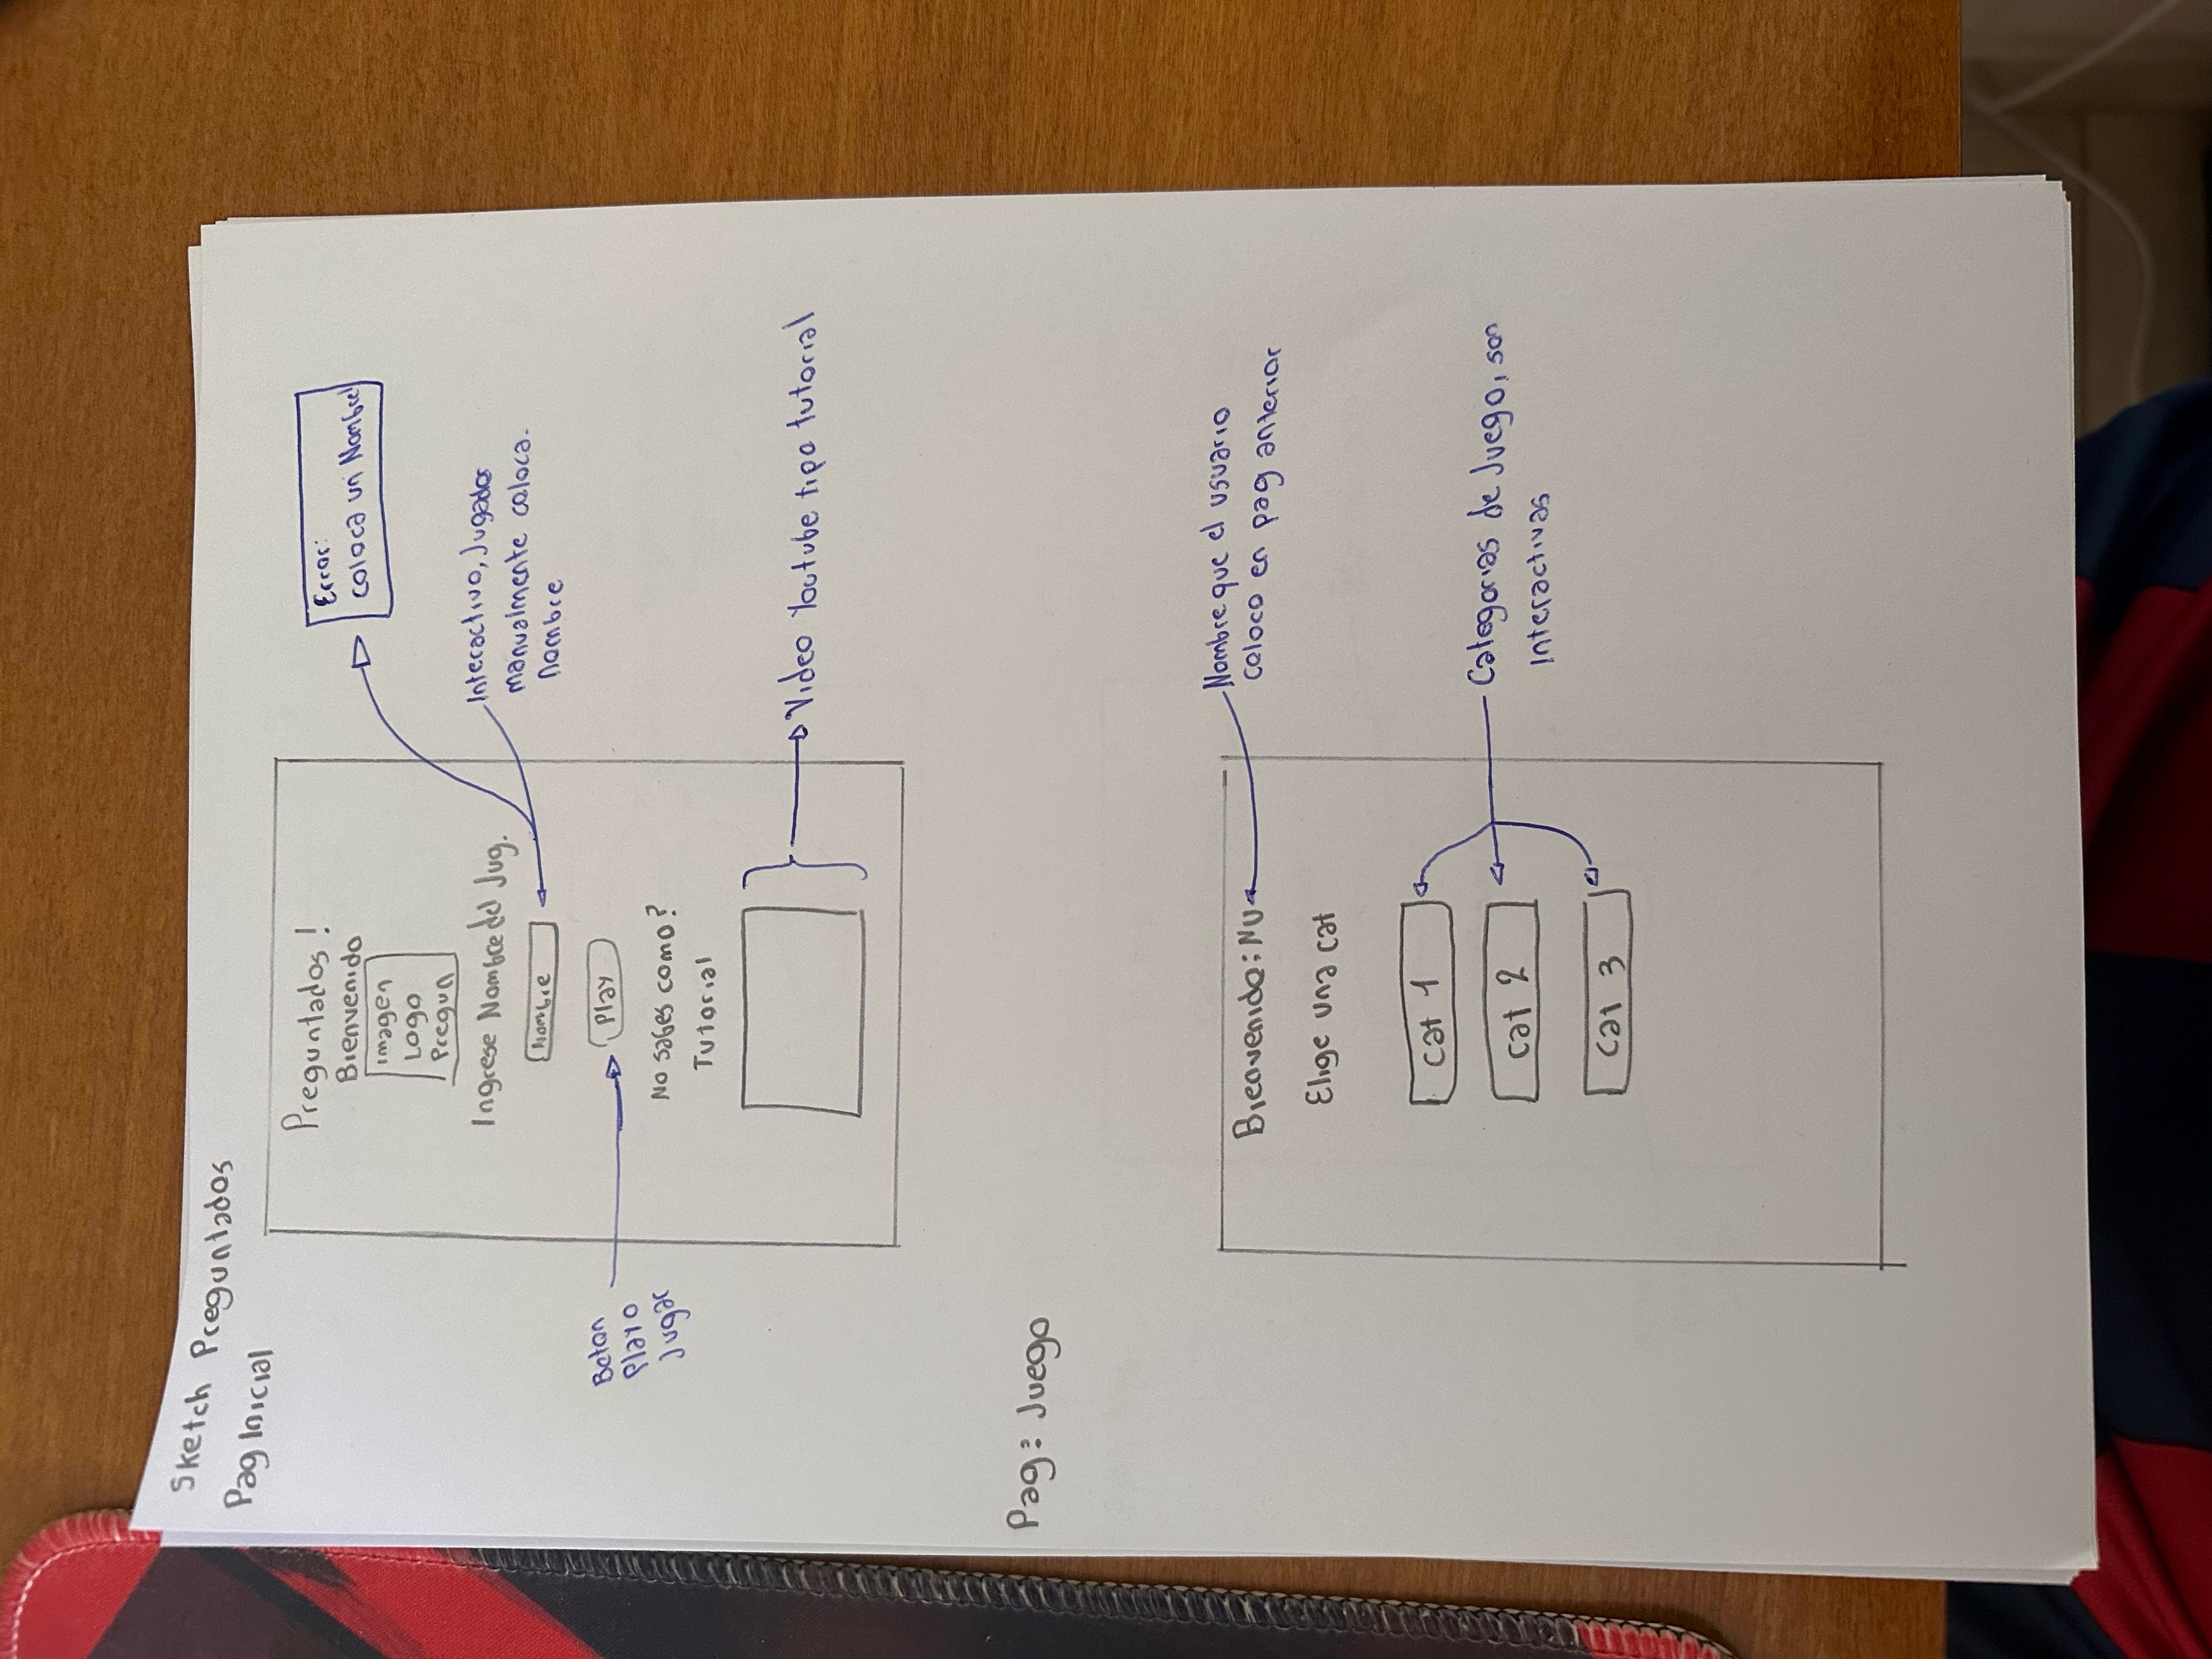 Sketch Preguntados
Pag Inicial
Preguntados!
Bienvenido
Imagen
Logo
Pregun
Error:
Coloca un Nombre
Ingrese Nombre del Jug.
Interactivo, Jugador
manualmente coloca.
Nombre
Nombre
Play
Boton
Play o
Jugar
No sabes como?
Tutorial
Video Youtube tipo tutorial
Pag: Juego
Bienvenido: NU
Nombre que el usuario
coloco en pag anterior
Elige una cat
Cat 1
Cat 2
Cat 3
Categorias de Juego, son
Interactivas